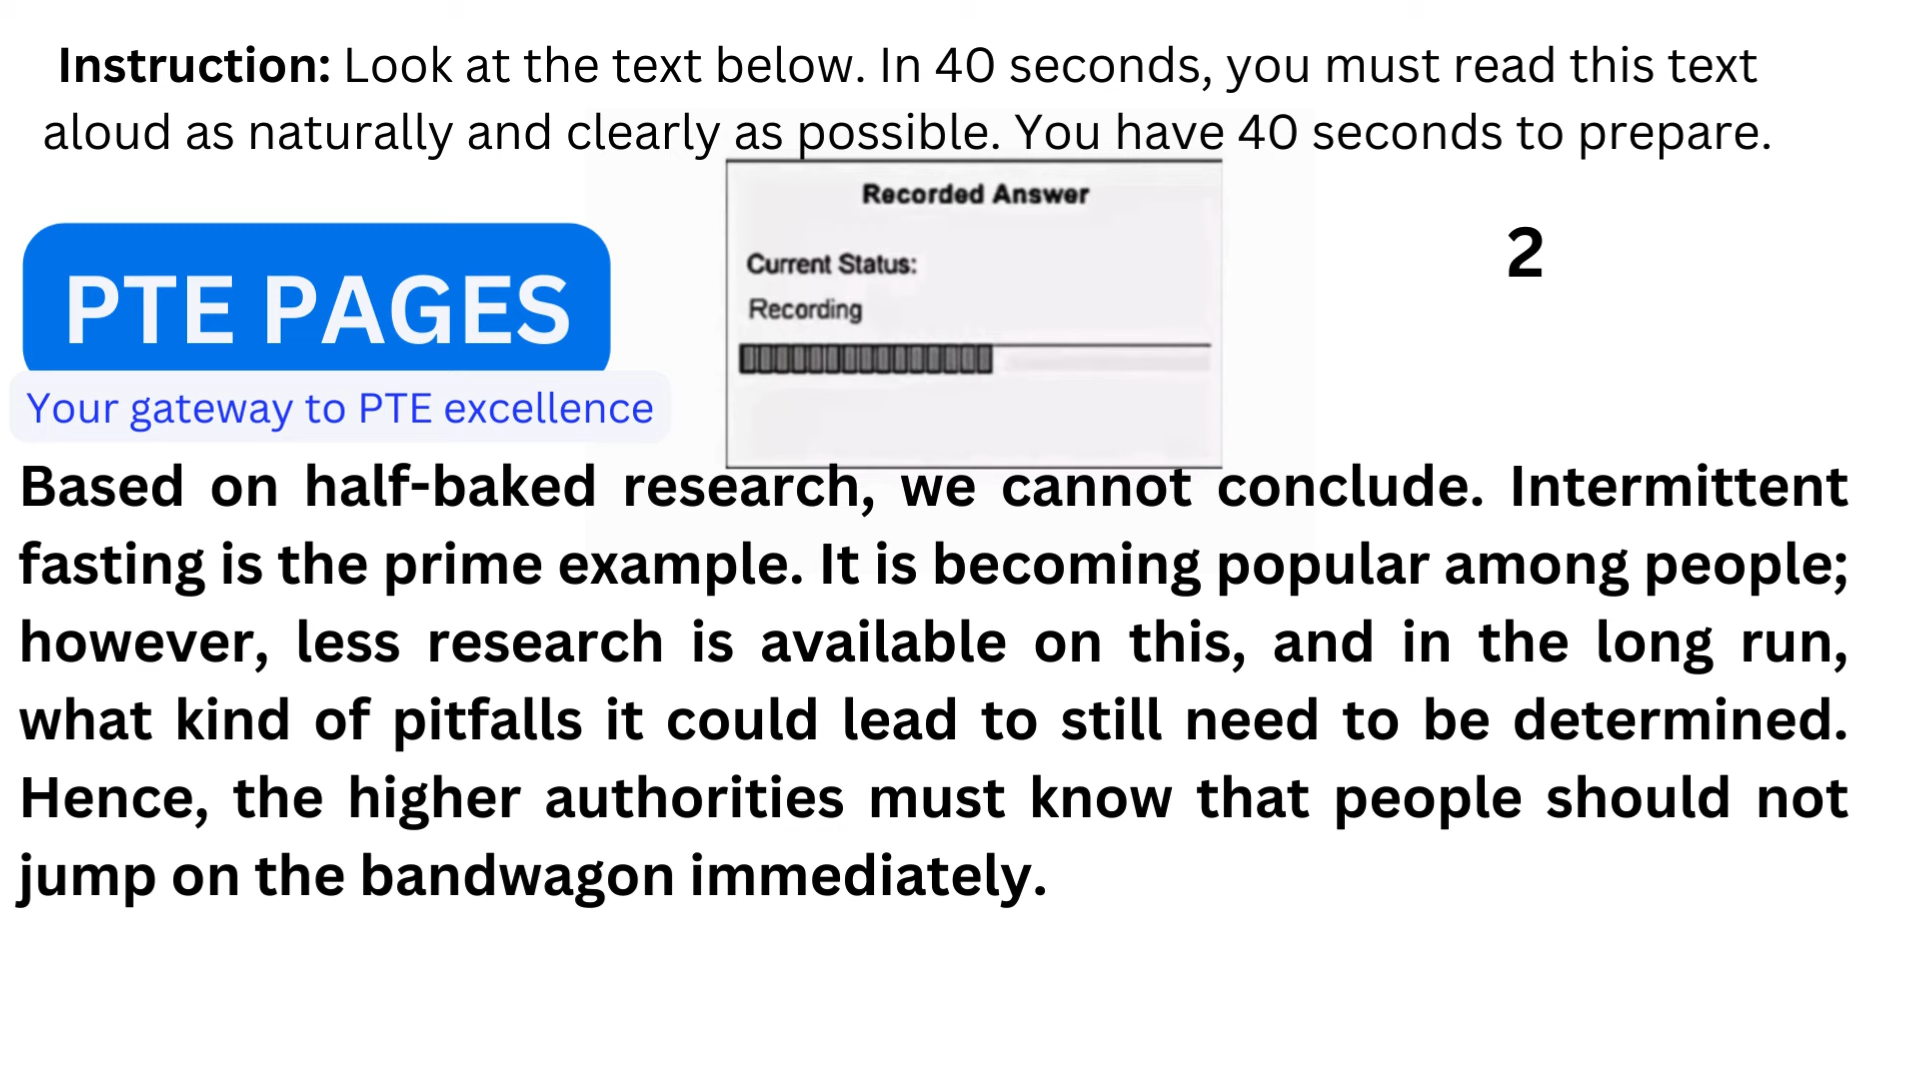 Instruction: Look at the text below. In 40 seconds, you must read this text
aloud as naturally and clearly as possible. You have 40 seconds to prepare.
Recorded Answer
Current Status:
Recording
2
PTE PAGES
Your gateway to PTE excellence
Based on half-baked research, we cannot conclude. Intermittent
fasting is the prime example. It is becoming popular among people;
however, less research is available on this, and in the long run,
what kind of pitfalls it could lead to still need to be determined.
Hence, the higher authorities must know that people should not
jump on the bandwagon immediately.